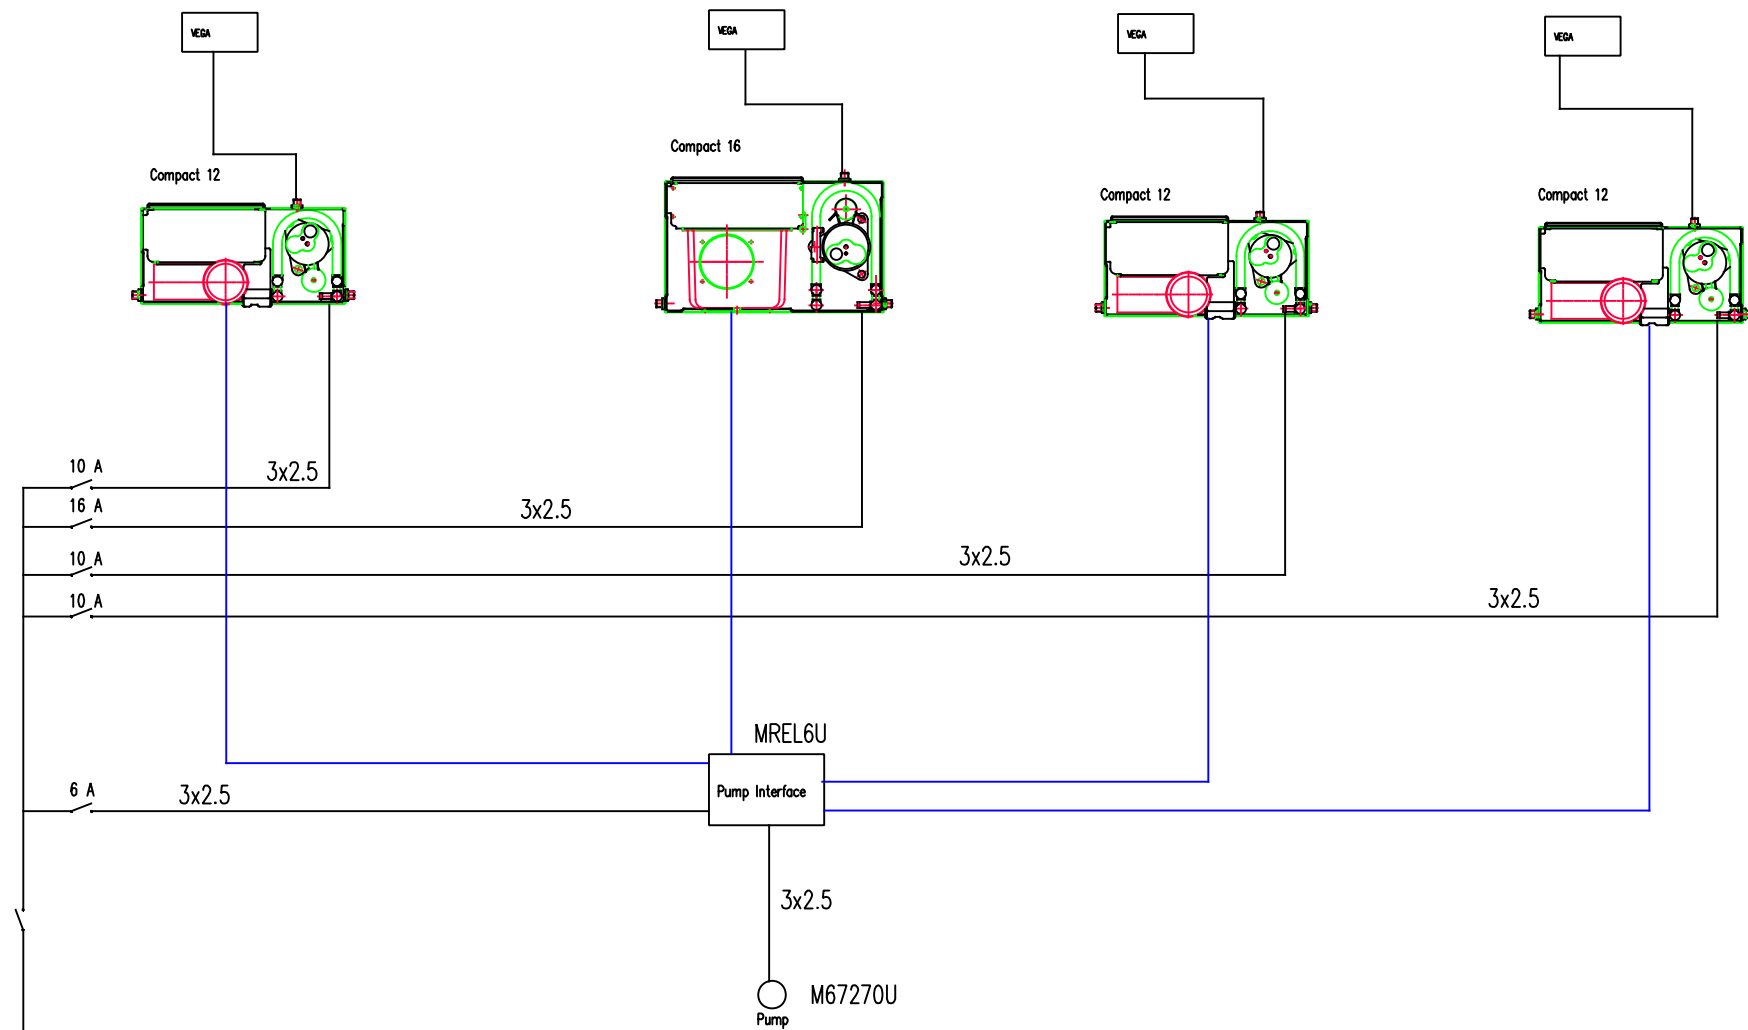 VEGA
VEGA
VEGA
VEGA
Compact 16
Compact 12
Compact 12
Compact 12
10 A
3x2.5
16 A
3x2.5
10 A
3x2.5
10 A
3x2.5
MREL6U
6 A
3x2.5
Pump Interface
3x2.5
M67270U
Pump